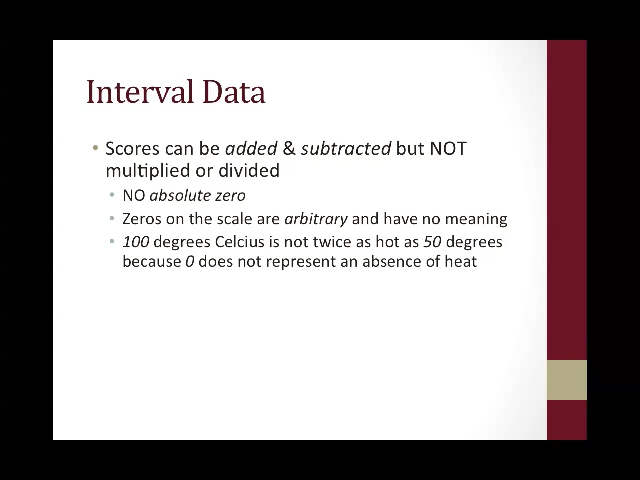 Interval Data
• Scores can be added & subtracted but NOT
multiplied or divided
• NO absolute zero
• Zeros on the scale are arbitrary and have no meaning
• 100 degrees Celcius is not twice as hot as 50 degrees
because 0 does not represent an absence of heat